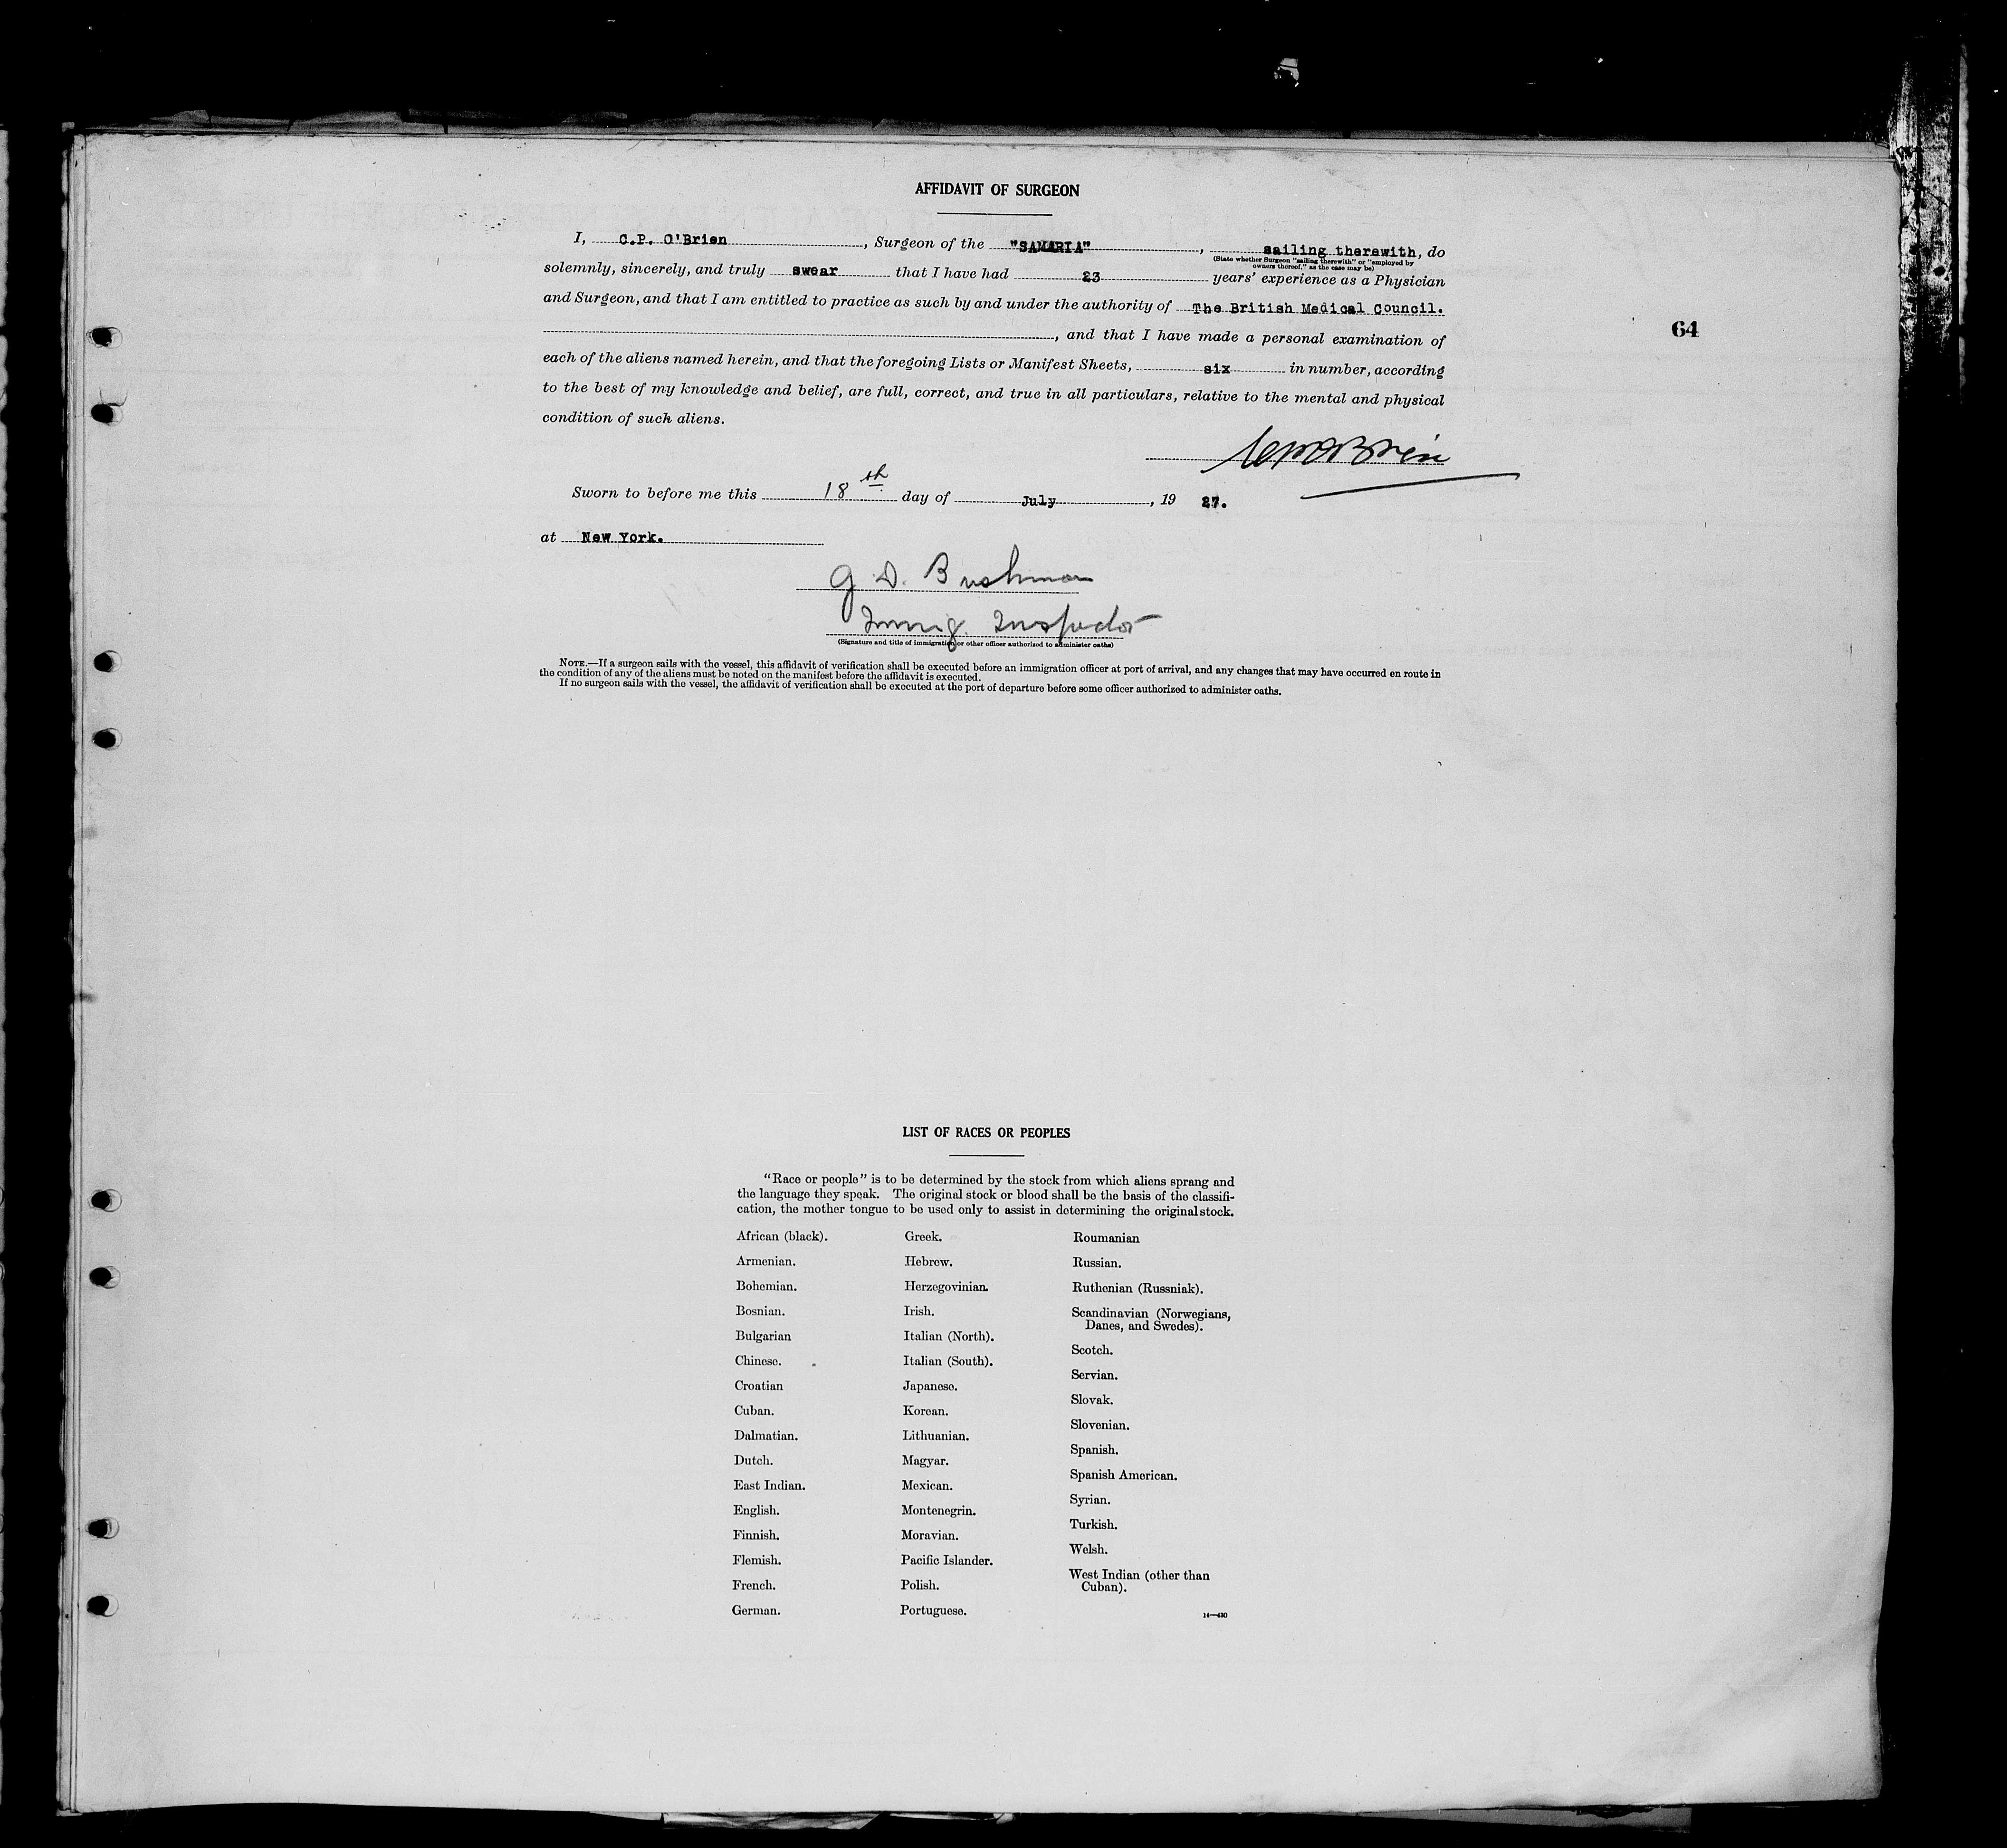 AFFIDAVIT OF SURGEON
I, C.P. O'Brien, Surgeon of the "SAMARIA", sailing therewith, do
(State whether Surgeon "sailing therewith" or "employed by
owners thereof," as the case may be)
solemnly, sincerely, and truly swear that I have had 23 years' experience as a Physician
and Surgeon, and that I am entitled to practice as such by and under the authority of The British Medical Council.
, and that I have made a personal examination of
64
each of the aliens named herein, and that the foregoing Lists or Manifest Sheets, six in number, according
to the best of my knowledge and belief, are full, correct, and true in all particulars, relative to the mental and physical
condition of such aliens.
CPO'Brien
Sworn to before me this 18th day of July, 19 27.
at New York.
G. D. Bushman
Immig Inspector
(Signature and title of immigration or other officer authorized to administer oaths)
NOTE.—If a surgeon sails with the vessel, this affidavit of verification shall be executed before an immigration officer at port of arrival, and any changes that may have occurred en route in
the condition of any of the aliens must be noted on the manifest before the affidavit is executed.
If no surgeon sails with the vessel, the affidavit of verification shall be executed at the port of departure before some officer authorized to administer oaths.
LIST OF RACES OR PEOPLES
"Race or people" is to be determined by the stock from which aliens sprang and
the language they speak. The original stock or blood shall be the basis of the classifi-
cation, the mother tongue to be used only to assist in determining the original stock.
African (black).
Armenian.
Bohemian.
Bosnian.
Bulgarian
Chinese.
Croatian
Cuban.
Dalmatian.
Dutch.
East Indian.
English.
Finnish.
Flemish.
French.
German.
Greek.
Hebrew.
Herzegovinian.
Irish.
Italian (North).
Italian (South).
Japanese.
Korean.
Lithuanian.
Magyar.
Mexican.
Montenegrin.
Moravian.
Pacific Islander.
Polish.
Portuguese.
Roumanian
Russian.
Ruthenian (Russniak).
Scandinavian (Norwegians,
Danes, and Swedes).
Scotch.
Servian.
Slovak.
Slovenian.
Spanish.
Spanish American.
Syrian.
Turkish.
Welsh.
West Indian (other than
Cuban).
14—430